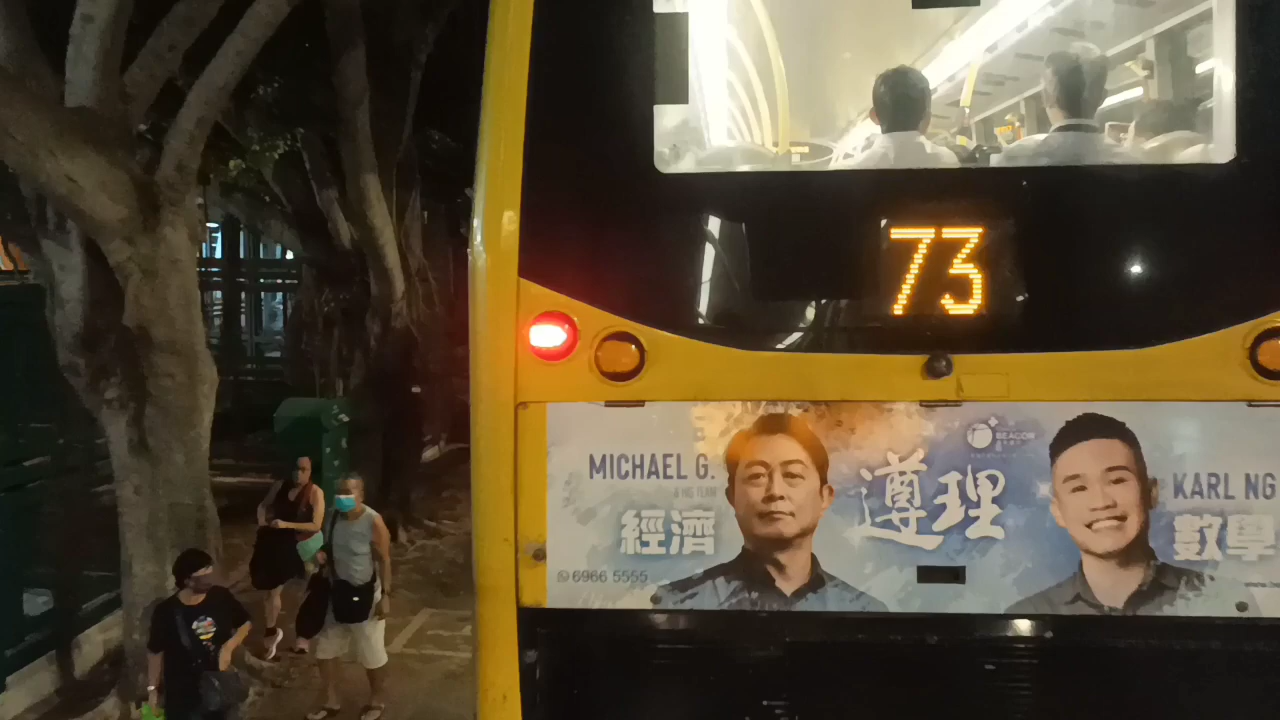 73
MICHAEL G.
& HIS TEAM
經濟
6966 5555
遵理
BEACON
KARL NG
數學